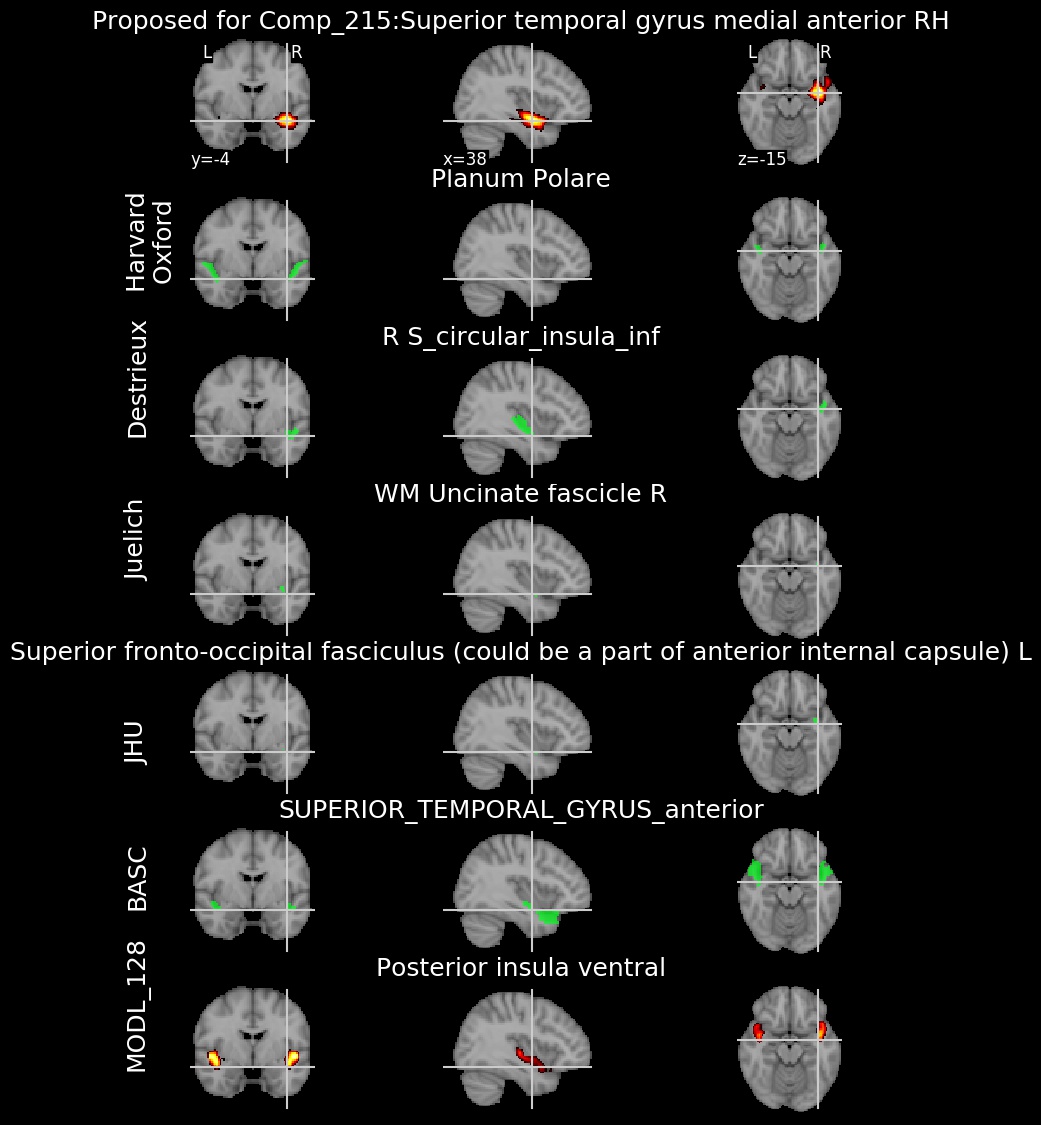 Proposed for Comp_215:Superior temporal gyrus medial anterior RH
L R
L R
y=-4
x=38
z=-15
Planum Polare
Harvard
Oxford
R S_circular_insula_inf
Destrieux
WM Uncinate fascicle R
Juelich
Superior fronto-occipital fasciculus (could be a part of anterior internal capsule) L
JHU
SUPERIOR_TEMPORAL_GYRUS_anterior
BASC
Posterior insula ventral
MODL_128